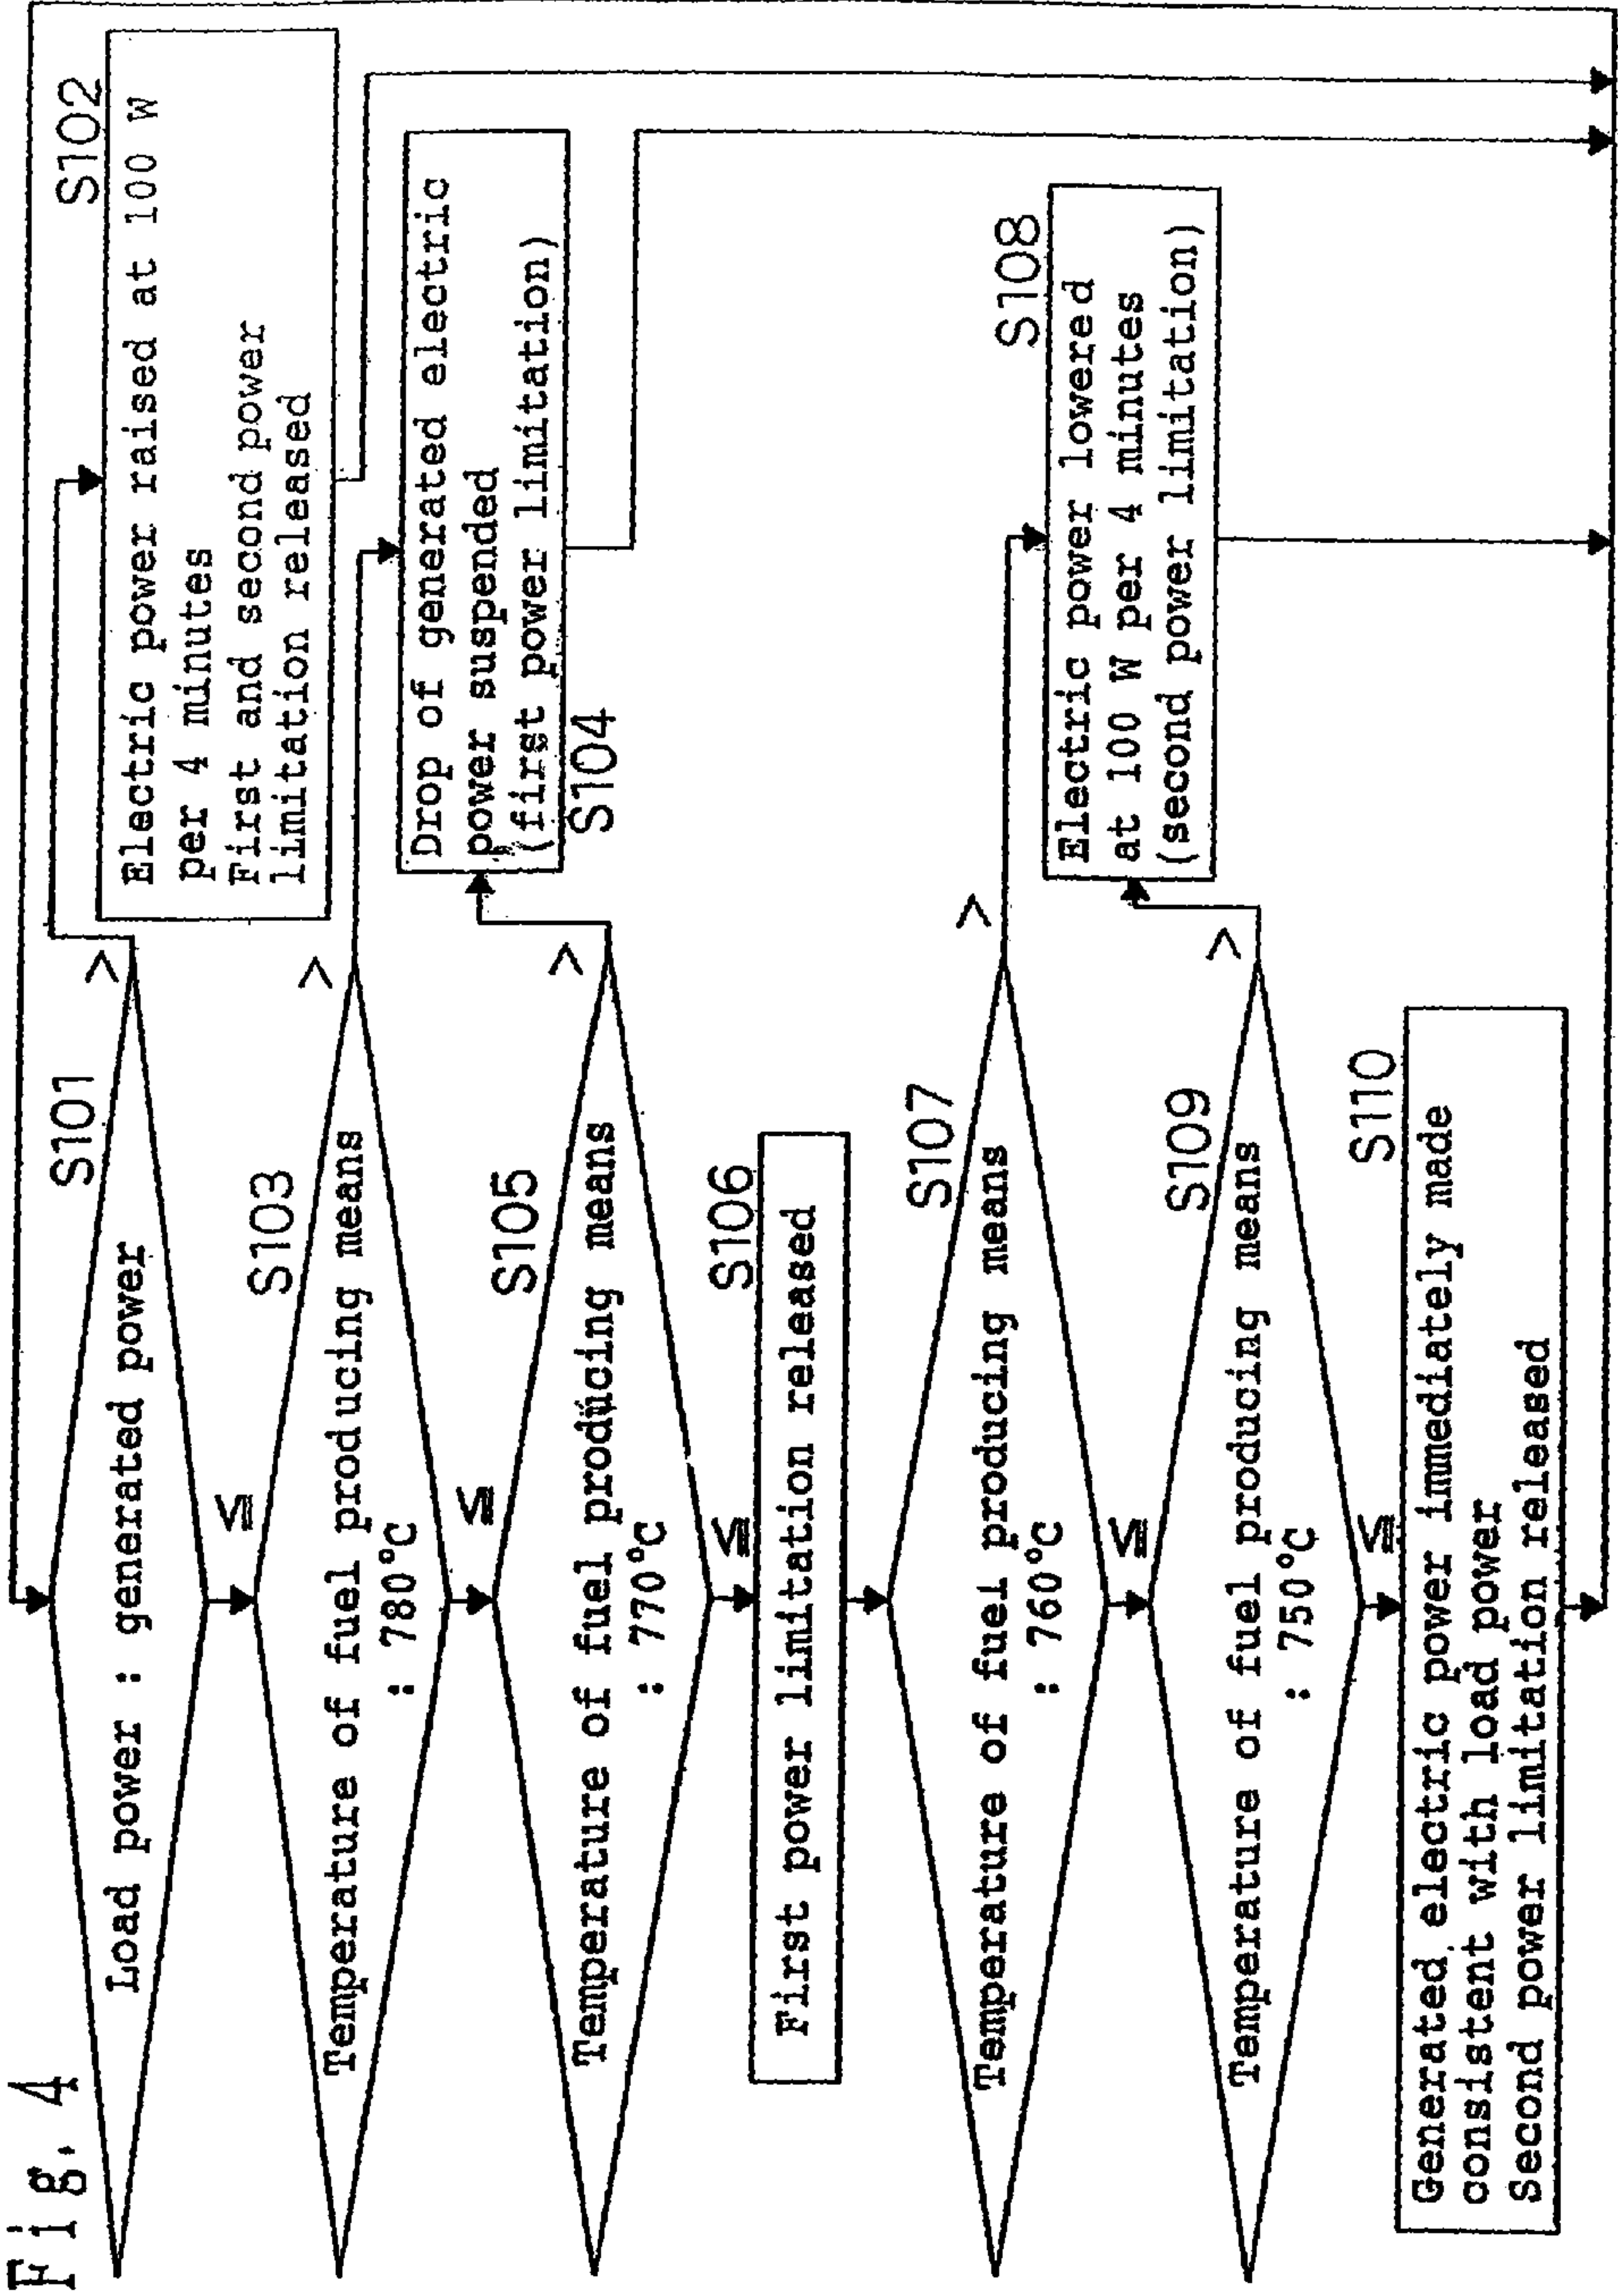 Fig. 4
S101
Load power : generated power
>
≦
S102
Electric power raised at 100 W
per 4 minutes
First and second power
limitation released
S103
Temperature of fuel producing means
: 780°C
>
≦
Drop of generated electric
power suspended
(first power limitation)
S104
S105
Temperature of fuel producing means
: 770°C
>
≦
S106
First power limitation released
S107
Temperature of fuel producing means
: 760°C
>
≦
S108
Electric power lowered
at 100 W per 4 minutes
(second power limitation)
S109
Temperature of fuel producing means
: 750°C
>
≦
S110
Generated electric power immediately made
consistent with load power
Second power limitation released